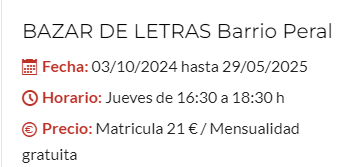 BAZAR DE LETRAS Barrio Peral
Fecha: 03/10/2024 hasta 29/05/2025
Horario: Jueves de 16:30 a 18:30 h
Precio: Matricula 21 € / Mensualidad
gratuita